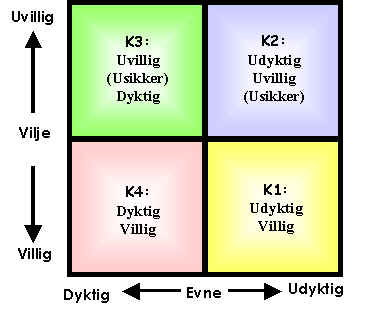 Uvillig
K3:
Uvillig
(Usikker)
Dyktig
K2:
Udyktig
Uvillig
(Usikker)
Vilje
K4:
Dyktig
Villig
K1:
Udyktig
Villig
Villig
Dyktig
Evne
Udyktig